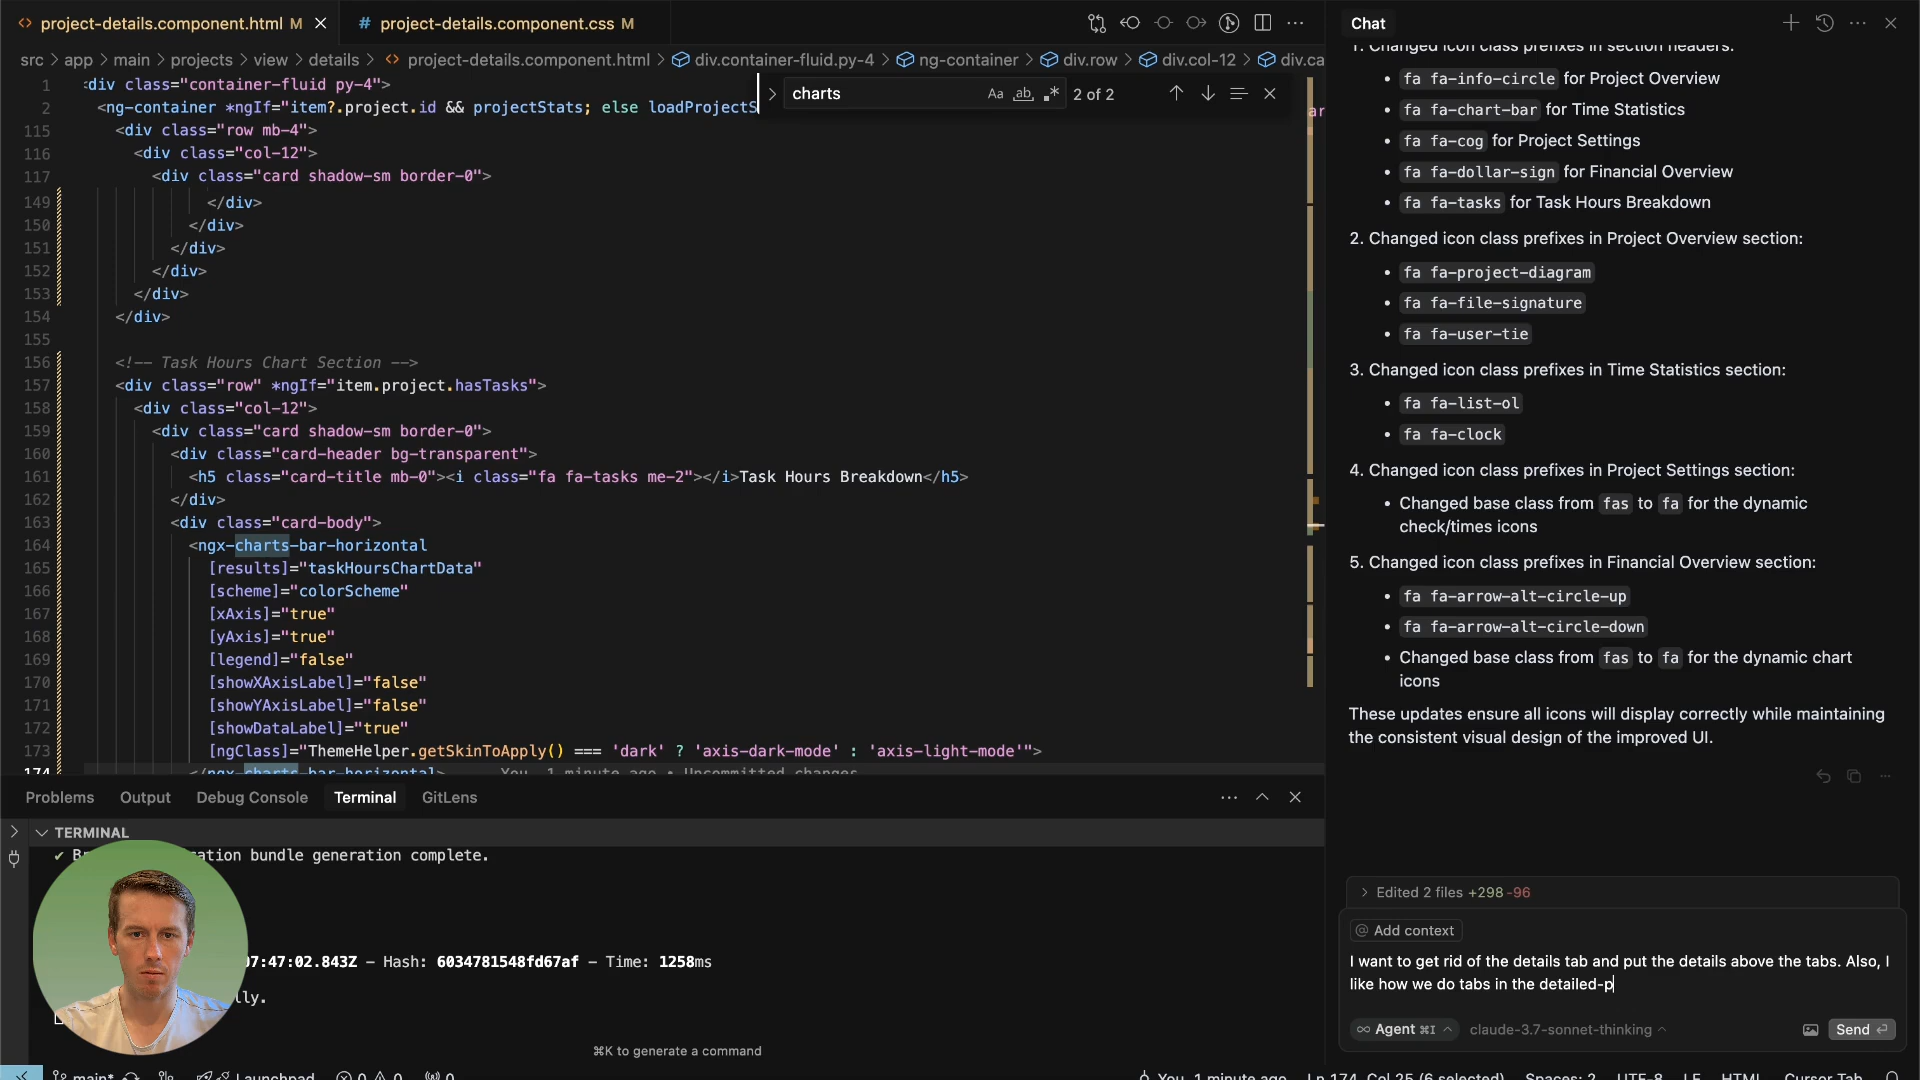 project-details.component.html M
# project-details.component.css M
src > app > main > projects > view > details > project-details.component.html > div.container-fluid.py-4 > ng-container > div.row > div.col-12 > div.ca
charts
Aa ab 2 of 2
1 div class="container-fluid py-4">
2 <ng-container *ngIf="item?.project.id && projectStats; else loadProjectS
115 <div class="row mb-4">
116 <div class="col-12">
117 <div class="card shadow-sm border-0">
149 </div>
150 </div>
151 </div>
152 </div>
153 </div>
154 </div>
155
156 <!-- Task Hours Chart Section -->
157 <div class="row" *ngIf="item.project.hasTasks">
158 <div class="col-12">
159 <div class="card shadow-sm border-0">
160 <div class="card-header bg-transparent">
161 <h5 class="card-title mb-0"><i class="fa fa-tasks me-2"></i>Task Hours Breakdown</h5>
162 </div>
163 <div class="card-body">
164 <ngx-charts-bar-horizontal
165 [results]="taskHoursChartData"
166 [scheme]="colorScheme"
167 [xAxis]="true"
168 [yAxis]="true"
169 [legend]="false"
170 [showXAxisLabel]="false"
171 [showYAxisLabel]="false"
172 [showDataLabel]="true"
173 [ngClass]="ThemeHelper.getSkinToApply() === 'dark' ? 'axis-dark-mode' : 'axis-light-mode'">
174 </ngx-charts-bar-horizontal> You, 1 minute ago • Uncommitted changes
Problems Output Debug Console Terminal GitLens
TERMINAL
✔ B ation bundle generation complete.
07:47:02.843Z – Hash: 6034781548fd67af – Time: 1258ms
lly.
⌘K to generate a command
main* Launchpad 0 0 0 You, 1 minute ago Ln 174, Col 25 (6 selected) Spaces: 2 UTF-8 LF HTML Cursor Tab
Chat
1. Changed icon class prefixes in section headers:
• fa fa-info-circle for Project Overview
• fa fa-chart-bar for Time Statistics
• fa fa-cog for Project Settings
• fa fa-dollar-sign for Financial Overview
• fa fa-tasks for Task Hours Breakdown
2. Changed icon class prefixes in Project Overview section:
• fa fa-project-diagram
• fa fa-file-signature
• fa fa-user-tie
3. Changed icon class prefixes in Time Statistics section:
• fa fa-list-ol
• fa fa-clock
4. Changed icon class prefixes in Project Settings section:
• Changed base class from fas to fa for the dynamic
check/times icons
5. Changed icon class prefixes in Financial Overview section:
• fa fa-arrow-alt-circle-up
• fa fa-arrow-alt-circle-down
• Changed base class from fas to fa for the dynamic chart
icons
These updates ensure all icons will display correctly while maintaining
the consistent visual design of the improved UI.
> Edited 2 files +298 -96
@ Add context
I want to get rid of the details tab and put the details above the tabs. Also, I
like how we do tabs in the detailed-p
∞ Agent ⌘I claude-3.7-sonnet-thinking Send